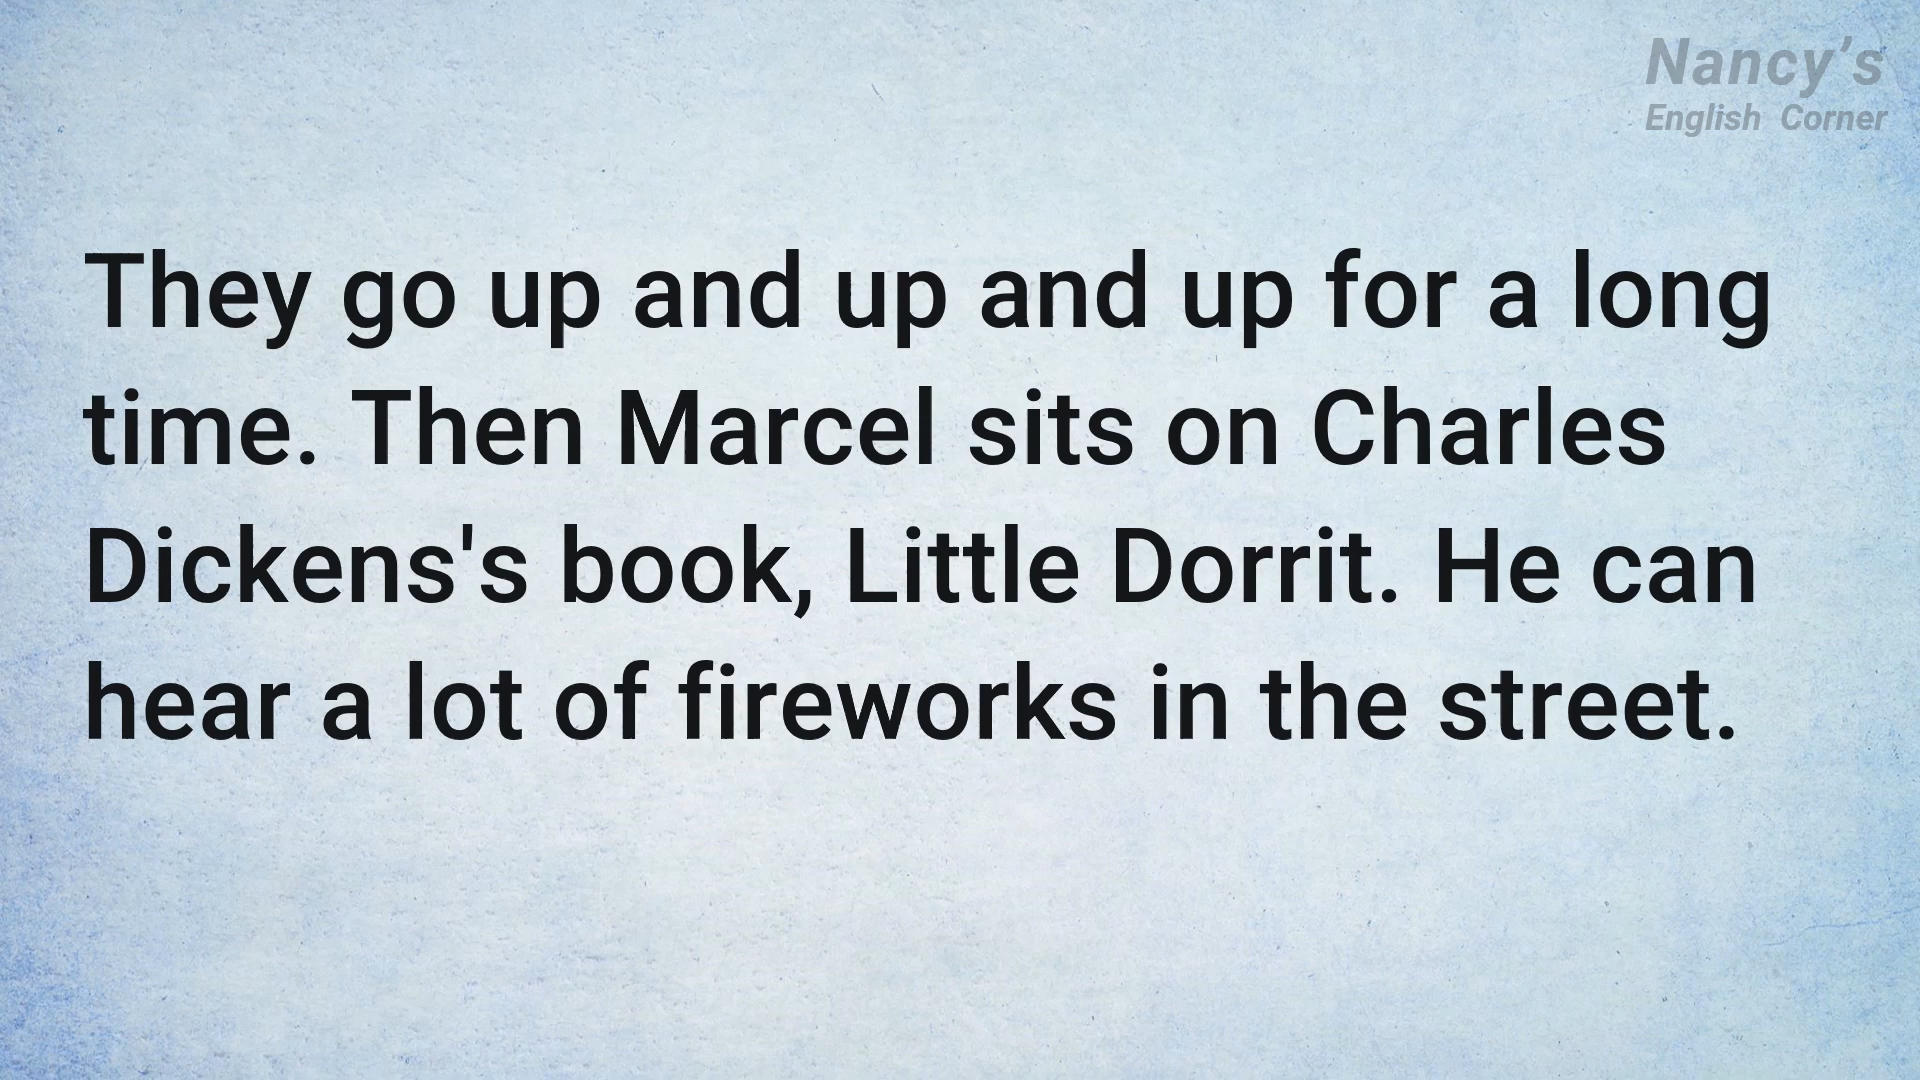 Nancy’s
English Corner
They go up and up and up for a long
time. Then Marcel sits on Charles
Dickens's book, Little Dorrit. He can
hear a lot of fireworks in the street.